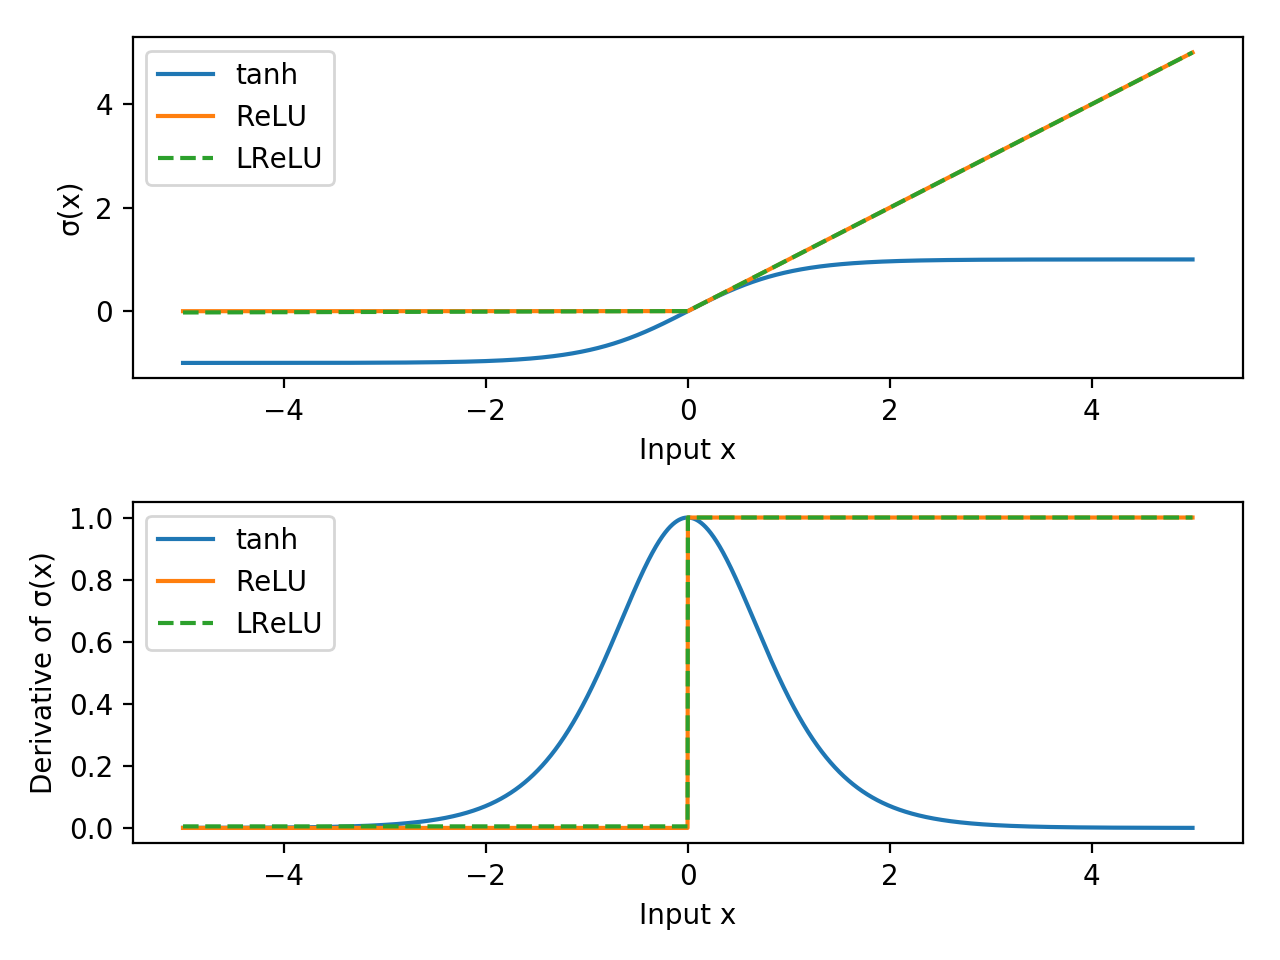 tanh
ReLU
LReLU
4
2
0
σ(x)
−4 −2 0 2 4
Input x
tanh
ReLU
LReLU
1.0
0.8
0.6
0.4
0.2
0.0
Derivative of σ(x)
−4 −2 0 2 4
Input x